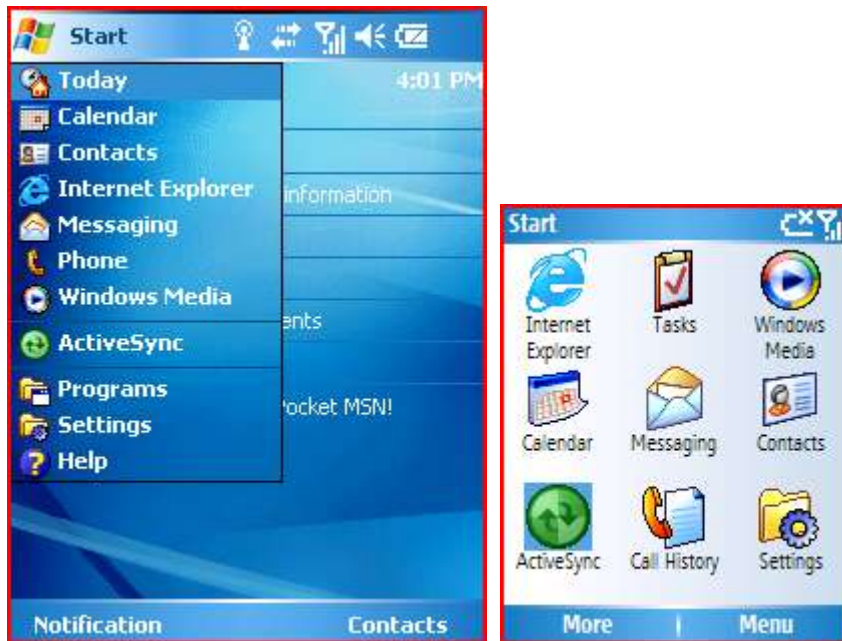 Start
4:01 PM
Today
Calendar
Contacts
Internet Explorer
information
Messaging
Phone
Windows Media
ents
ActiveSync
Programs
Pocket MSN!
Settings
Help
Notification Contacts
Start
Internet Explorer
Tasks
Windows Media
Calendar Messaging Contacts
ActiveSync Call History Settings
More Menu